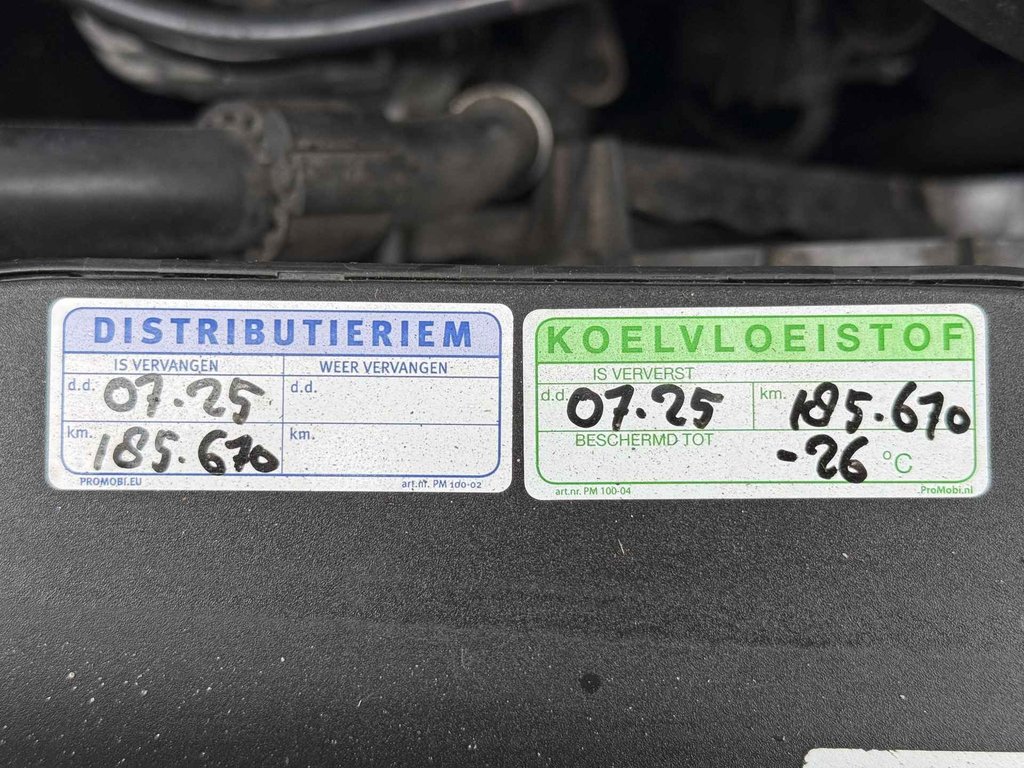 DISTRIBUTIERIEM
IS VERVANGEN WEER VERVANGEN
d.d. 07.25 d.d.
km. 185.670 km.
PROMOBI.EU art.nr. PM 100-02
KOELVLOEISTOF
IS VERVERST
d.d. 07.25 km. 185.670
BESCHERMD TOT -26 °C
art.nr. PM 100-04 ProMobi.nl